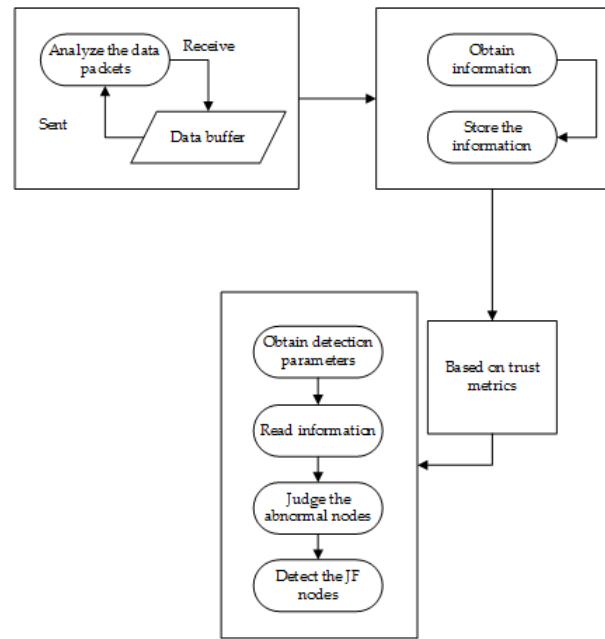 Analyze the data
packets
Receive
Sent
Data buffer
Obtain
information
Store the
information
Based on trust
metrics
Obtain detection
parameters
Read information
Judge the
abnormal nodes
Detect the JF
nodes